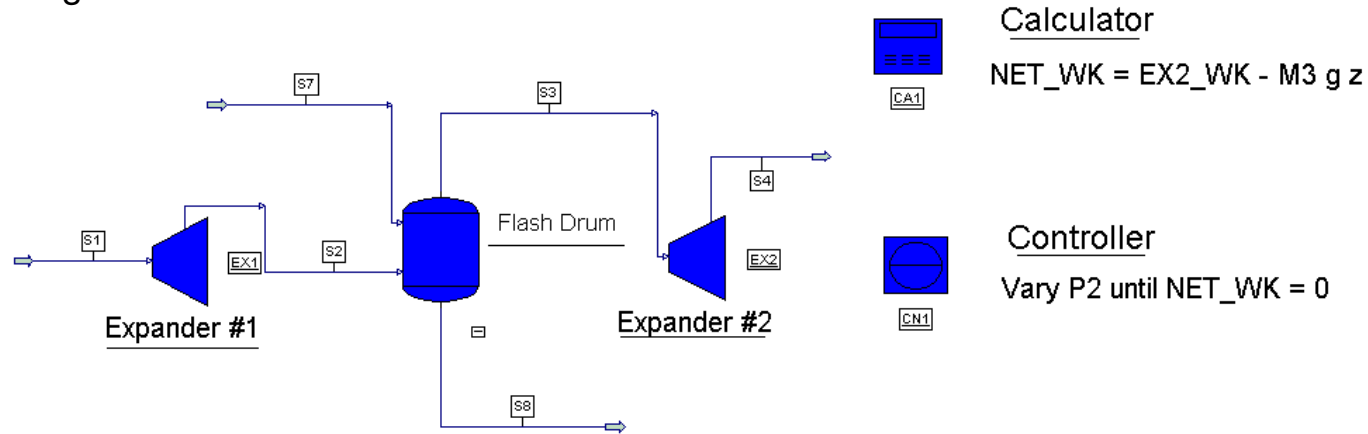 Calculator
NET_WK = EX2_WK - M3 g z
CA1
S7
S3
S4
Flash Drum
S1
EX1
S2
EX2
Controller
Vary P2 until NET_WK = 0
CN1
Expander #1
Expander #2
S8